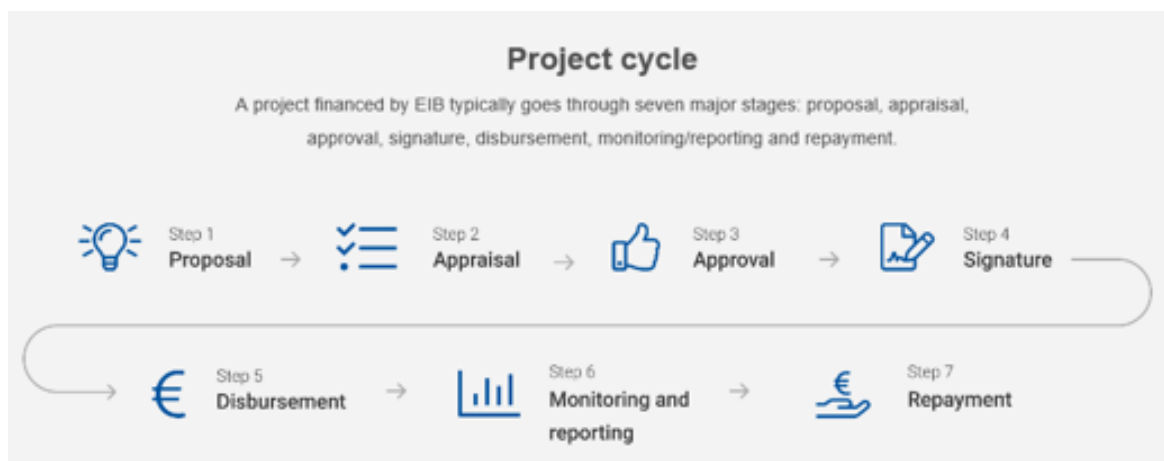 Project cycle
A project financed by EIB typically goes through seven major stages: proposal, appraisal,
approval, signature, disbursement, monitoring/reporting and repayment.
Step 1
Proposal
Step 2
Appraisal
Step 3
Approval
Step 4
Signature
€
Step 5
Disbursement
Step 6
Monitoring and
reporting
€
Step 7
Repayment